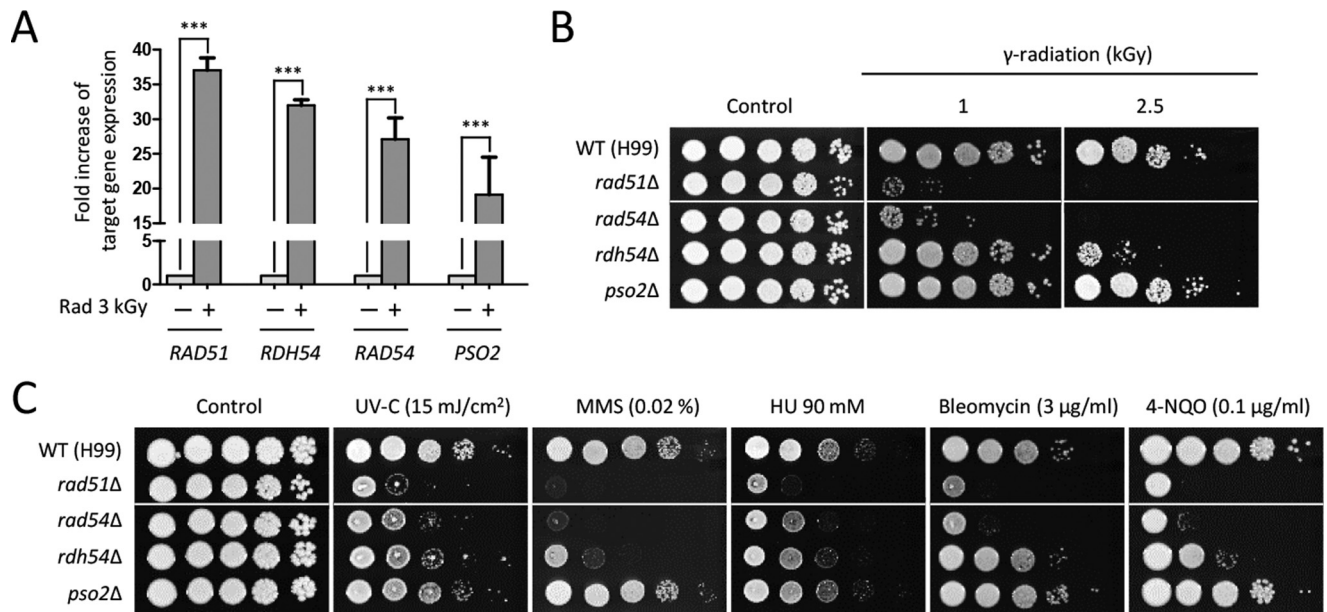 A
Fold increase of
target gene expression
40
35
30
25
20
15
5
0
***
***
***
***
Rad 3 kGy
— + — + — + — +
RAD51 RDH54 RAD54 PSO2
B
γ-radiation (kGy)
Control 1 2.5
WT (H99)
rad51Δ
rad54Δ
rdh54Δ
pso2Δ
C
Control UV-C (15 mJ/cm²) MMS (0.02 %) HU 90 mM Bleomycin (3 μg/ml) 4-NQO (0.1 μg/ml)
WT (H99)
rad51Δ
rad54Δ
rdh54Δ
pso2Δ